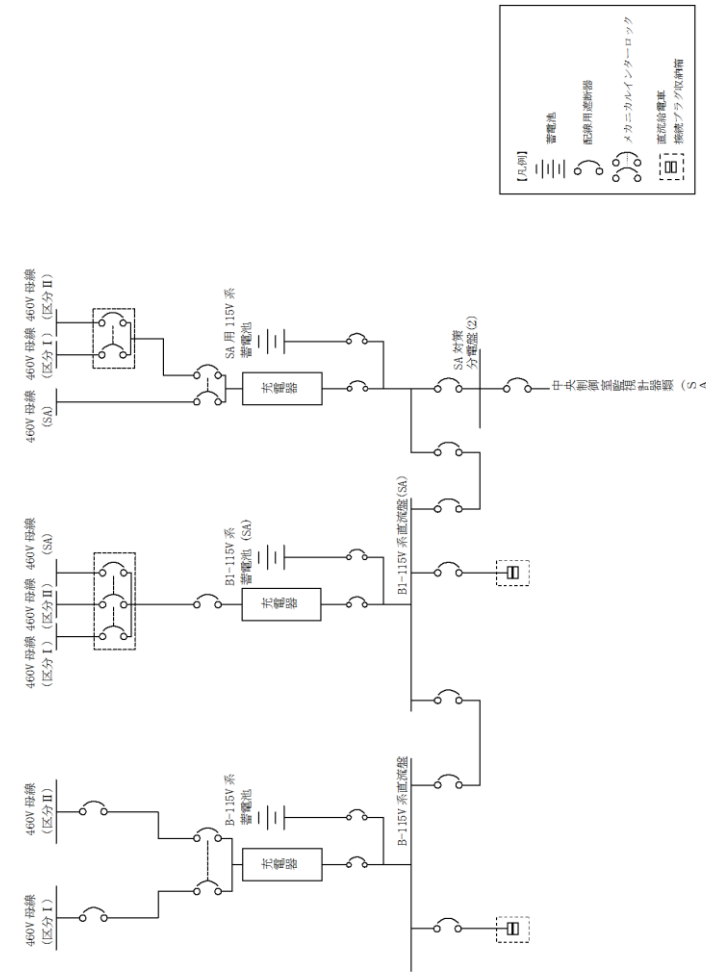 460V 母線
(区分Ⅰ)
460V 母線
(区分Ⅱ)
充電器
B-115V 系
蓄電池
B-115V 系直流盤
460V 母線
(区分Ⅰ)
460V 母線
(区分Ⅱ)
460V 母線
(SA)
充電器
B1-115V 系
蓄電池 (SA)
B1-115V 系直流盤(SA)
460V 母線
(SA)
460V 母線
(区分Ⅰ)
460V 母線
(区分Ⅱ)
充電器
SA 用 115V 系
蓄電池
SA 対策
分電盤(2)
中央制御室監視計器類 (SA
【凡例】
蓄電池
配線用遮断器
メカニカルインターロック
直流給電車
接続プラグ収納箱